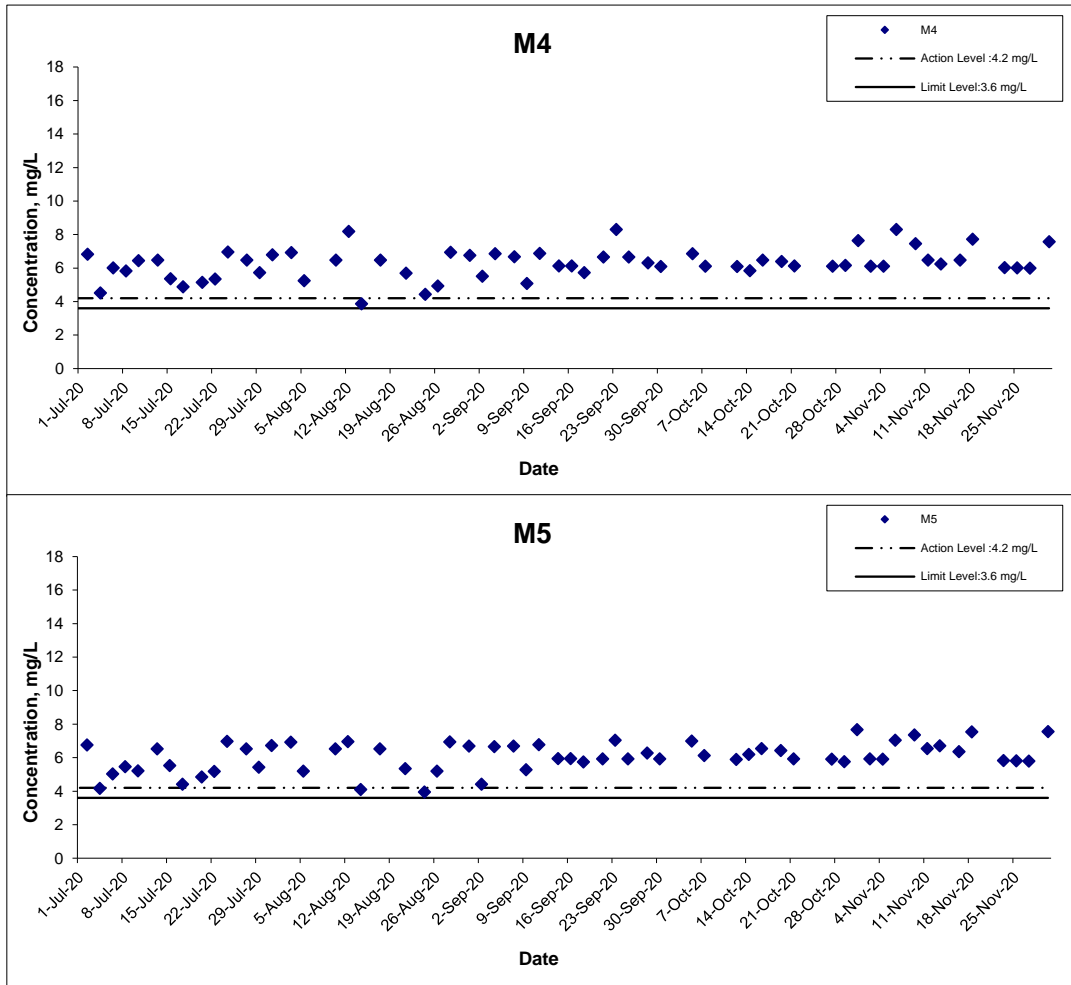 M4
M4
Action Level :4.2 mg/L
Limit Level:3.6 mg/L
18
16
14
12
10
8
6
4
2
0
Concentration, mg/L
1-Jul-20
8-Jul-20
15-Jul-20
22-Jul-20
29-Jul-20
5-Aug-20
12-Aug-20
19-Aug-20
26-Aug-20
2-Sep-20
9-Sep-20
16-Sep-20
23-Sep-20
30-Sep-20
7-Oct-20
14-Oct-20
21-Oct-20
28-Oct-20
4-Nov-20
11-Nov-20
18-Nov-20
25-Nov-20
Date
M5
M5
Action Level :4.2 mg/L
Limit Level:3.6 mg/L
18
16
14
12
10
8
6
4
2
0
Concentration, mg/L
1-Jul-20
8-Jul-20
15-Jul-20
22-Jul-20
29-Jul-20
5-Aug-20
12-Aug-20
19-Aug-20
26-Aug-20
2-Sep-20
9-Sep-20
16-Sep-20
23-Sep-20
30-Sep-20
7-Oct-20
14-Oct-20
21-Oct-20
28-Oct-20
4-Nov-20
11-Nov-20
18-Nov-20
25-Nov-20
Date